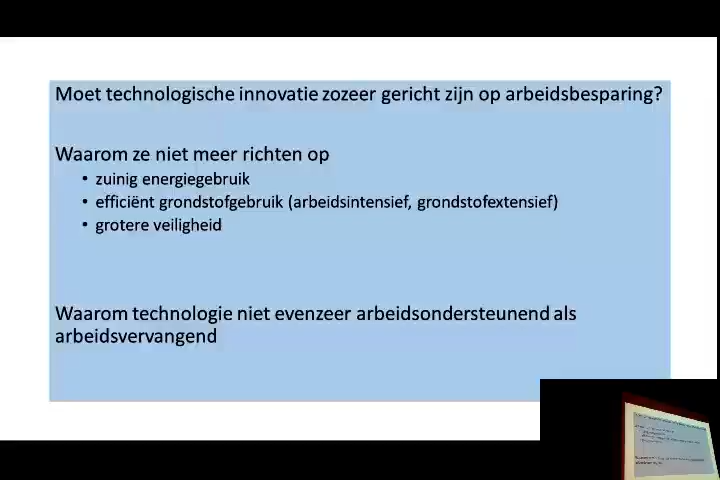 Moet technologische innovatie zozeer gericht zijn op arbeidsbesparing?
Waarom ze niet meer richten op
• zuinig energiegebruik
• efficiënt grondstofgebruik (arbeidsintensief, grondstofextensief)
• grotere veiligheid
Waarom technologie niet evenzeer arbeidsondersteunend als
arbeidsvervangend